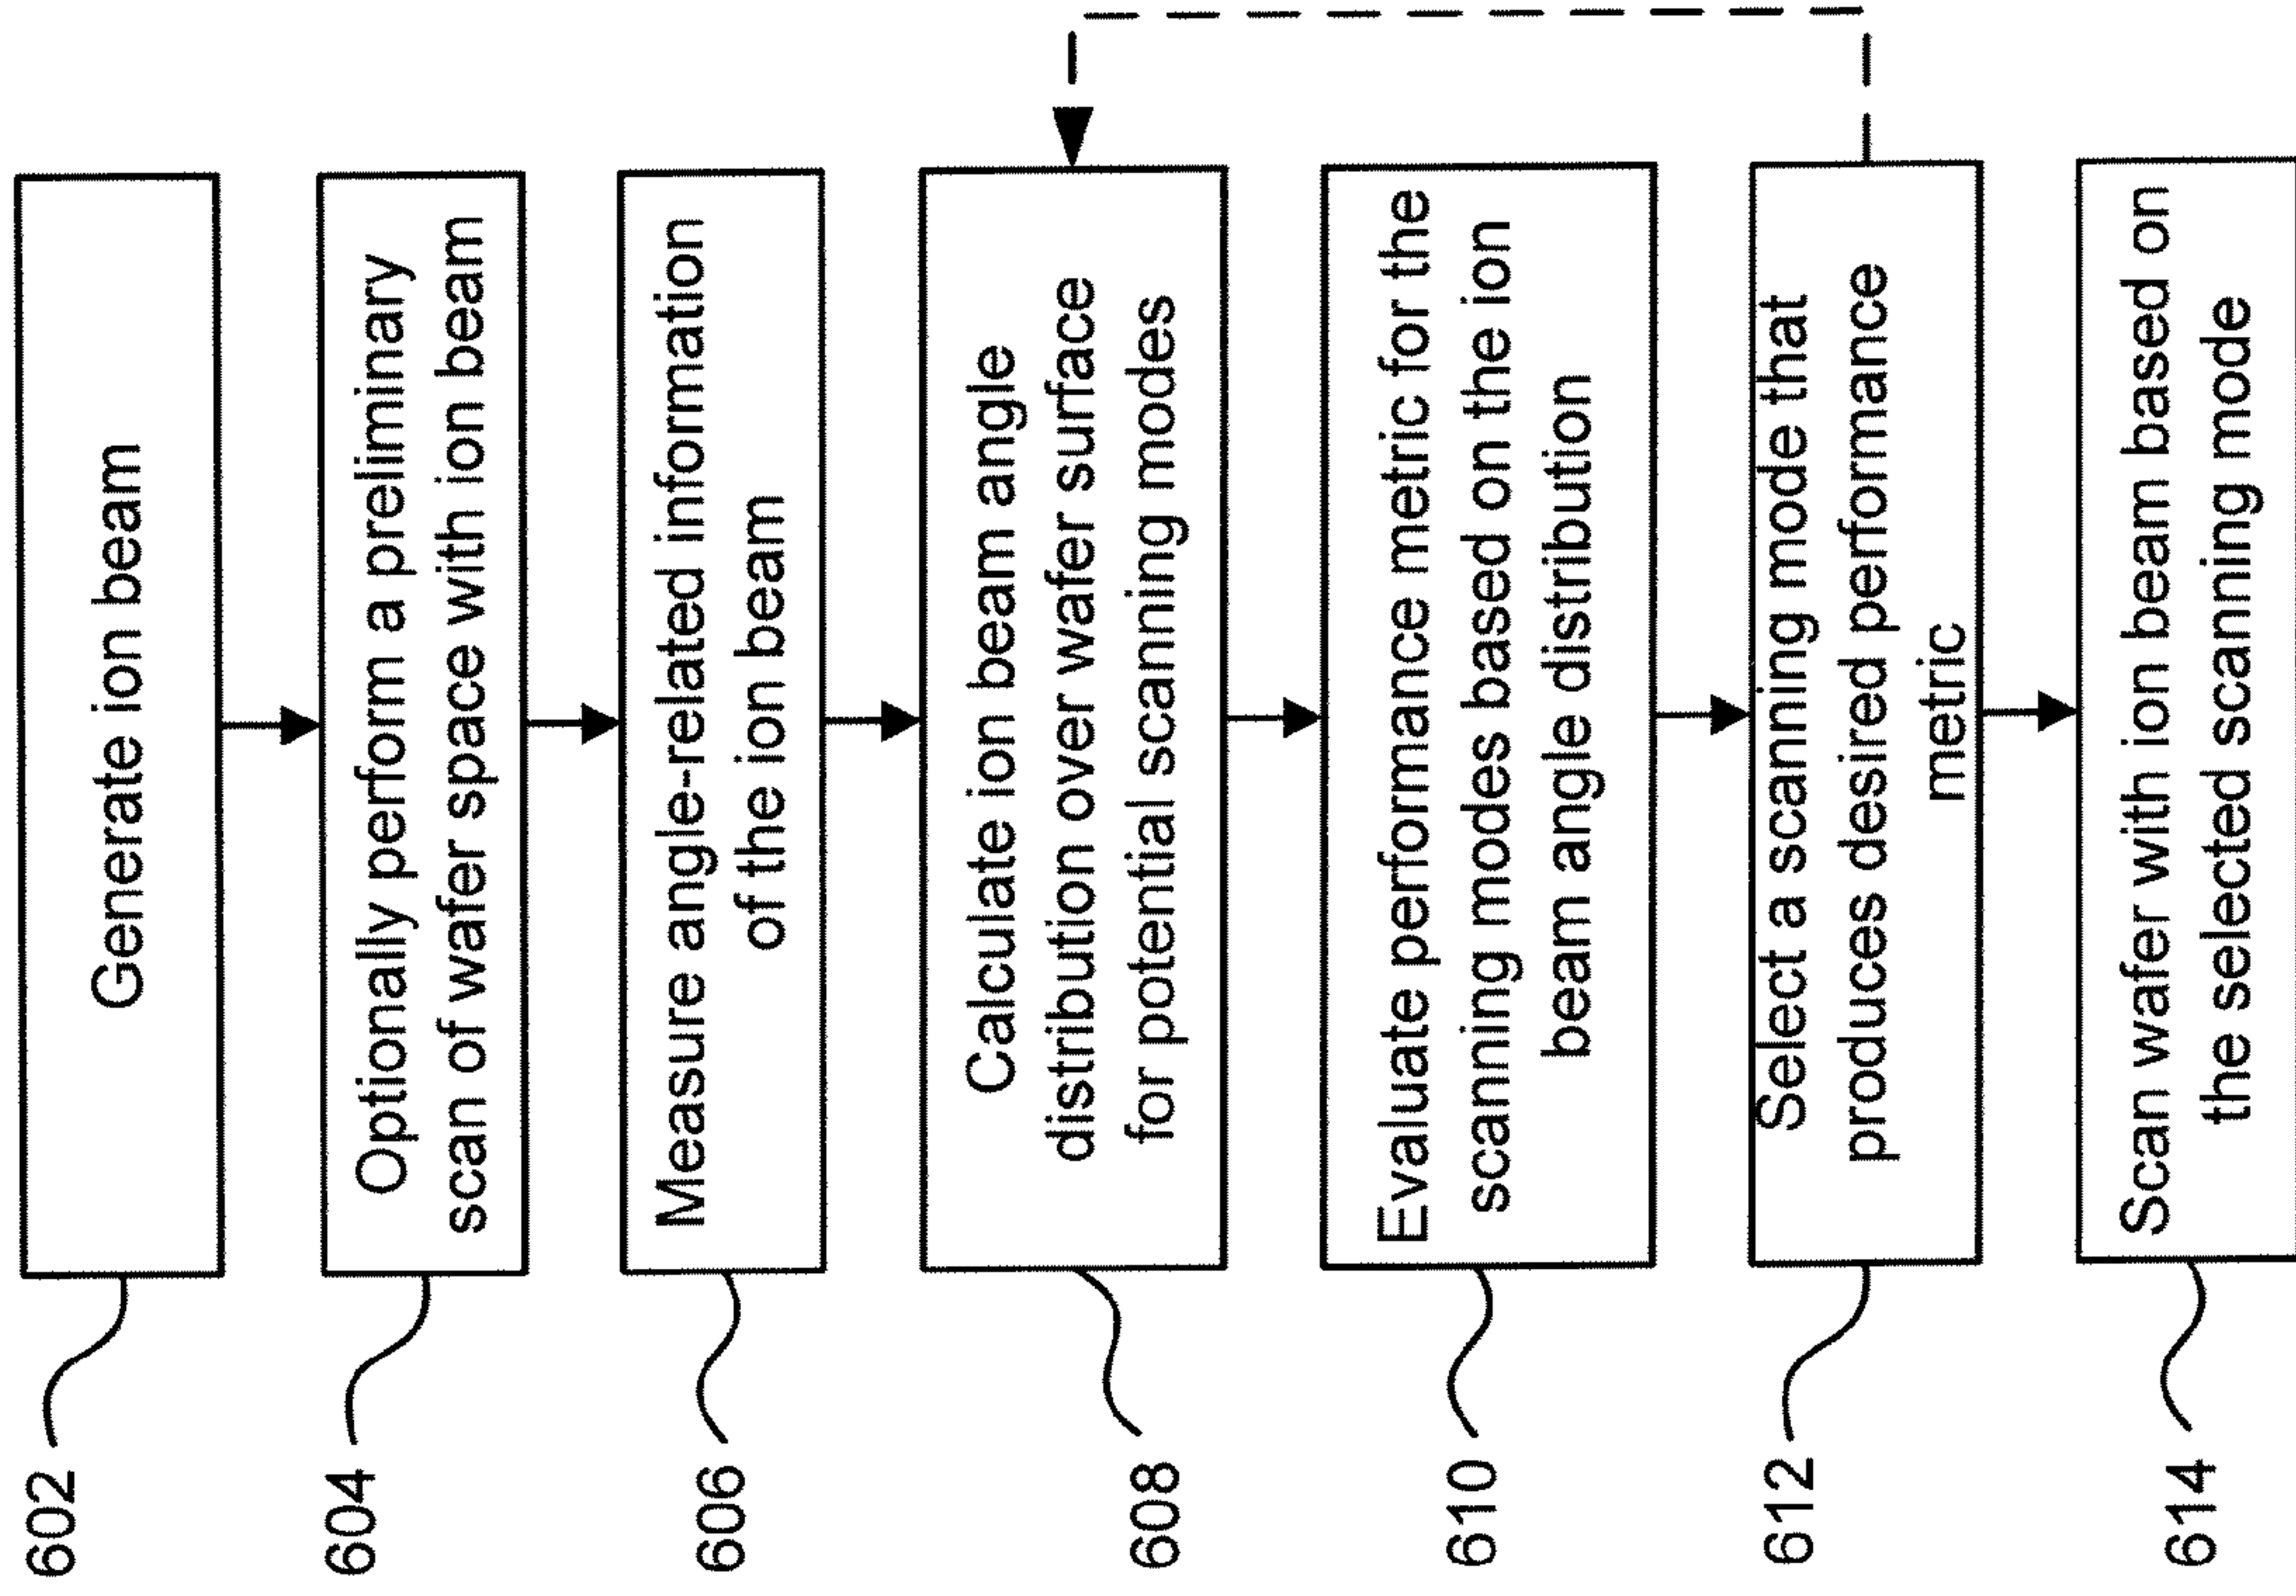 602
Generate ion beam
604
Optionally perform a preliminary
scan of wafer space with ion beam
606
Measure angle-related information
of the ion beam
608
Calculate ion beam angle
distribution over wafer surface
for potential scanning modes
610
Evaluate performance metric for the
scanning modes based on the ion
beam angle distribution
612
Select a scanning mode that
produces desired performance
metric
614
Scan wafer with ion beam based on
the selected scanning mode